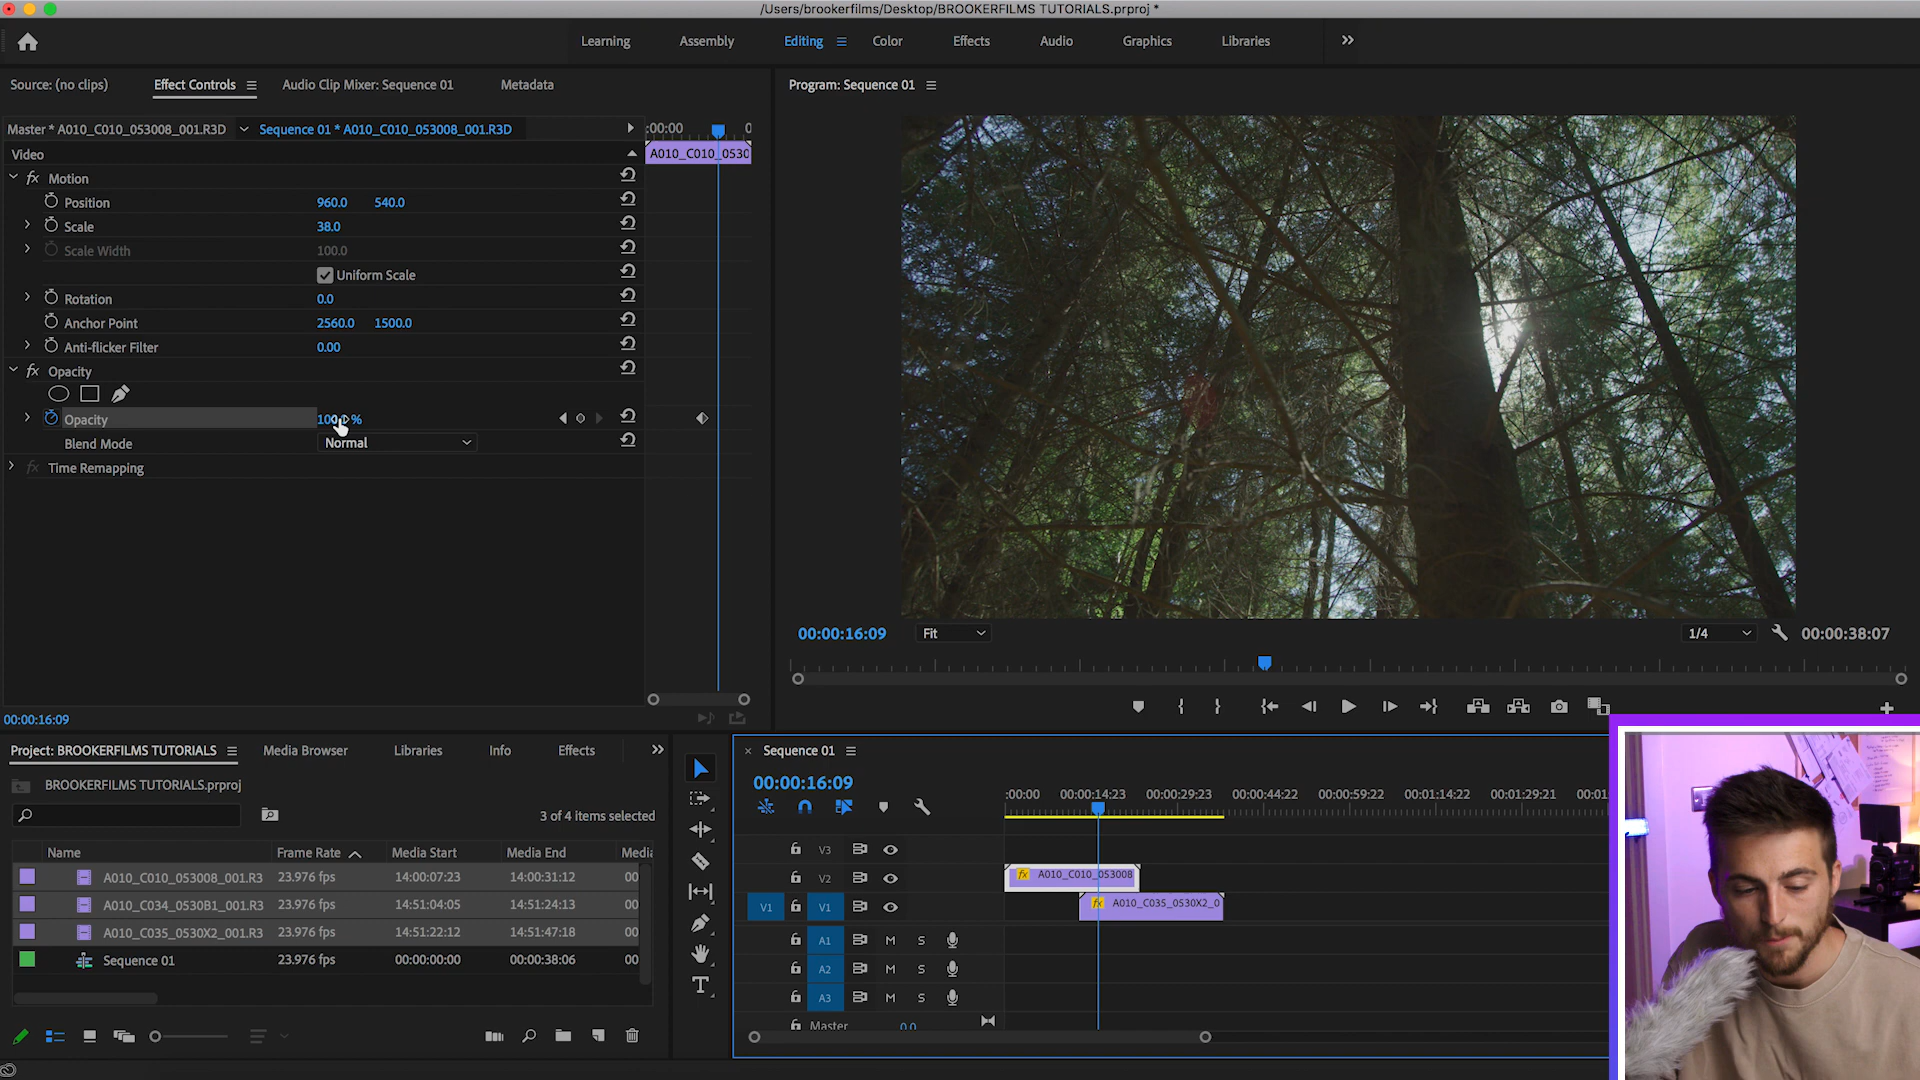 /Users/brookerfilms/Desktop/BROOKERFILMS TUTORIALS.prproj *
Learning Assembly Editing Color Effects Audio Graphics Libraries
Source: (no clips) Effect Controls Audio Clip Mixer: Sequence 01 Metadata
Program: Sequence 01
Master * A010_C010_053008_001.R3D Sequence 01 * A010_C010_053008_001.R3D
:00:00 0
Video
A010_C010_0530
fx Motion
Position 960.0 540.0
Scale 38.0
Scale Width 100.0
Uniform Scale
Rotation 0.0
Anchor Point 2560.0 1500.0
Anti-flicker Filter 0.00
fx Opacity
Opacity %
Blend Mode Normal
fx Time Remapping
00:00:16:09 Fit 1/4 00:00:38:07
00:00:16:09
Project: BROOKERFILMS TUTORIALS Media Browser Libraries Info Effects
BROOKERFILMS TUTORIALS.prproj
3 of 4 items selected
Name Frame Rate Media Start Media End Media
A010_C010_053008_001.R3 23.976 fps 14:00:07:23 14:00:31:12 00
A010_C034_0530B1_001.R3 23.976 fps 14:51:04:05 14:51:24:13 00
A010_C035_0530X2_001.R3 23.976 fps 14:51:22:12 14:51:47:18 00
Sequence 01 23.976 fps 00:00:00:00 00:00:38:06 00
T
Sequence 01
00:00:16:09
:00:00 00:00:14:23 00:00:29:23 00:00:44:22 00:00:59:22 00:01:14:22 00:01:29:21 00:01
V3
V2
fx A010_C010_053008
V1 V1
fx A010_C035_0530X2_0
A1 M S
A2 M S
A3 M S
Master 0.0